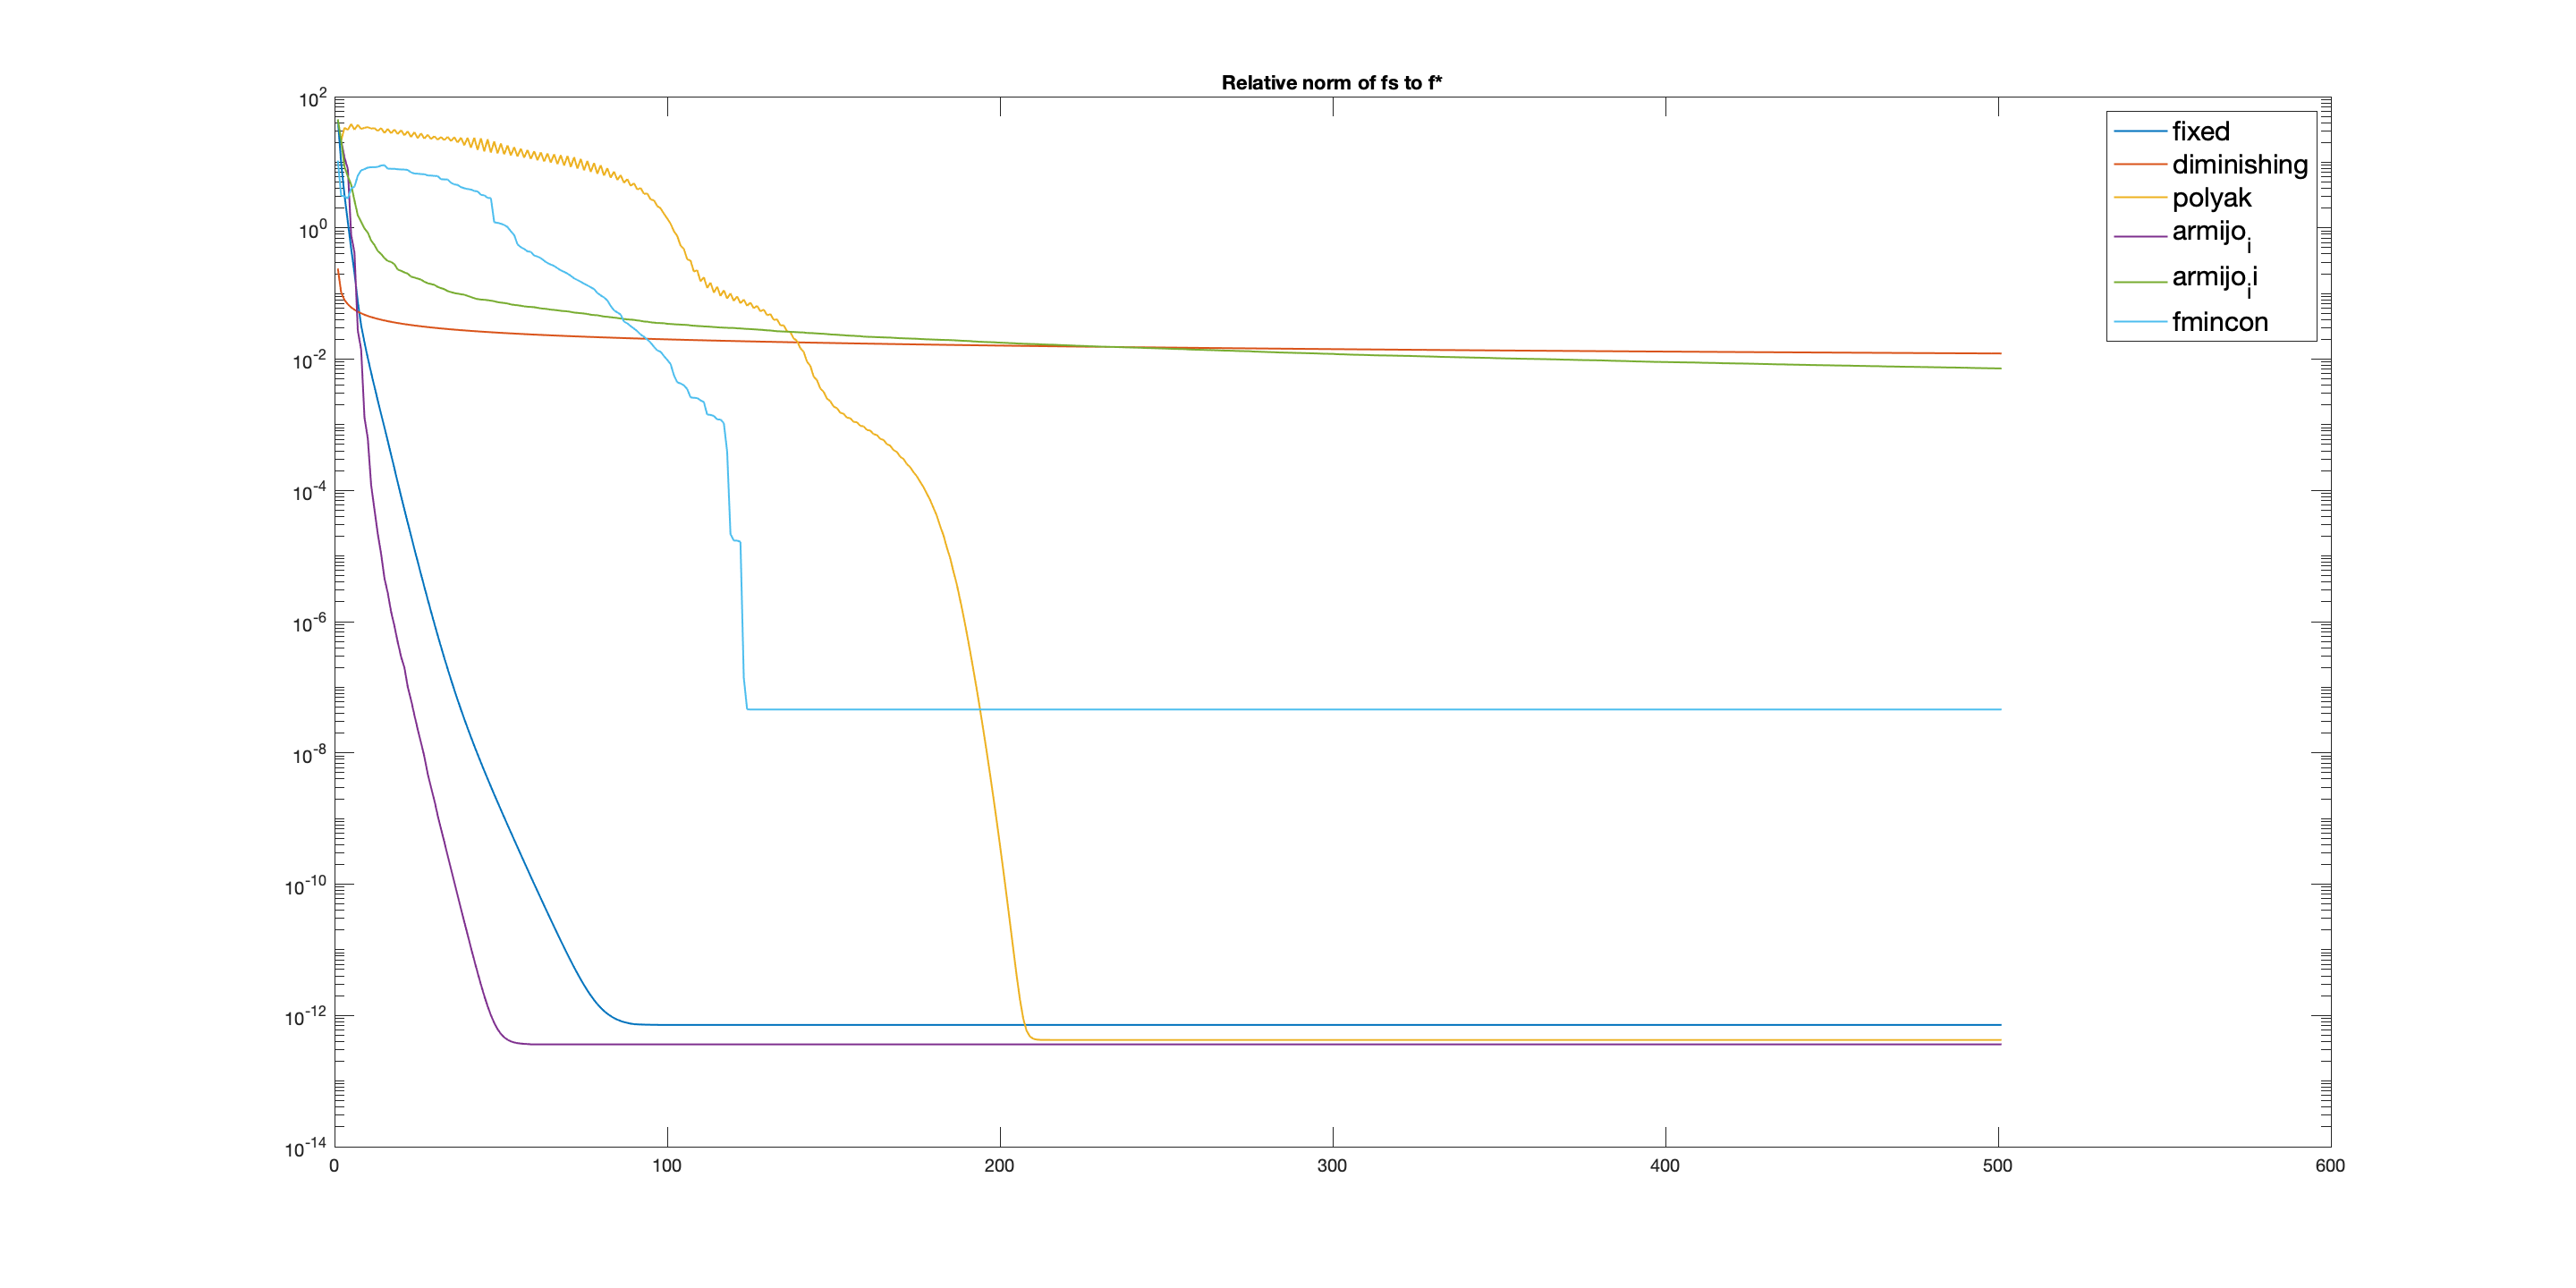 Relative norm of fs to f*
10^2
10^0
10^-2
10^-4
10^-6
10^-8
10^-10
10^-12
10^-14
0 100 200 300 400 500 600
fixed
diminishing
polyak
armijo_i
armijo_ii
fmincon